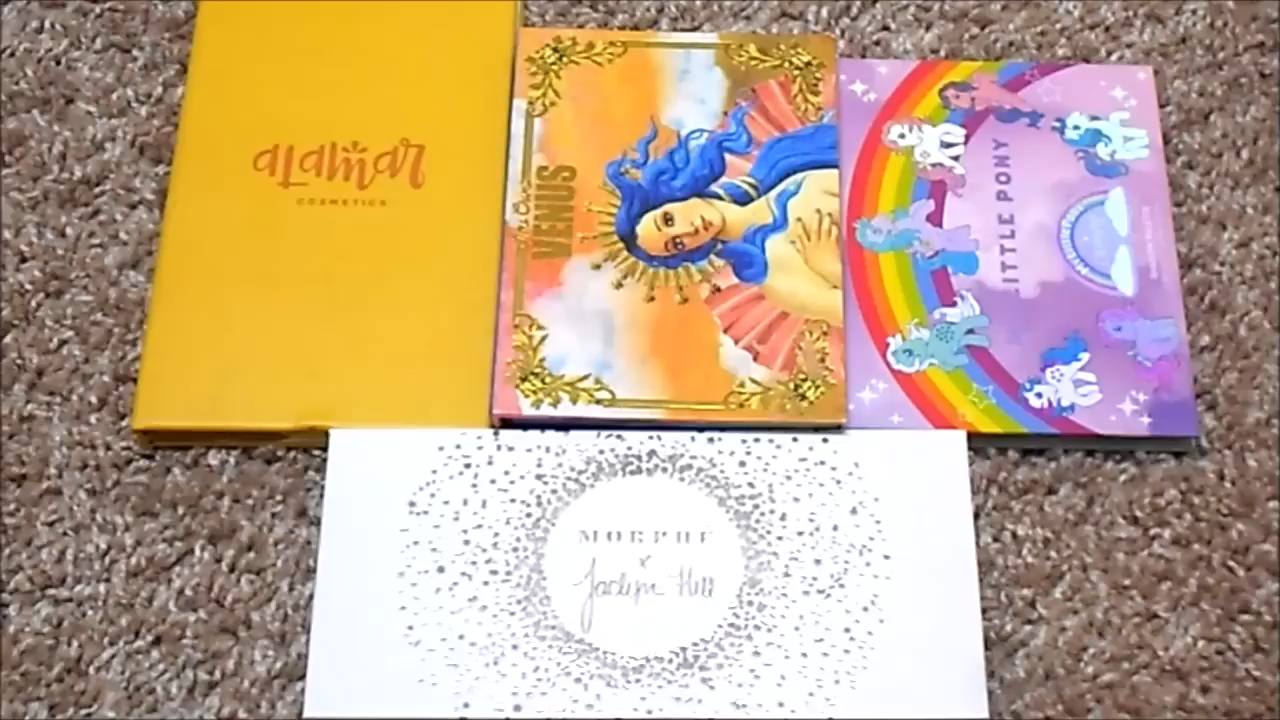 aLamar
COSMETICS
VENUS
LITTLE PONY
MORPHE
x
Jaclyn Hill